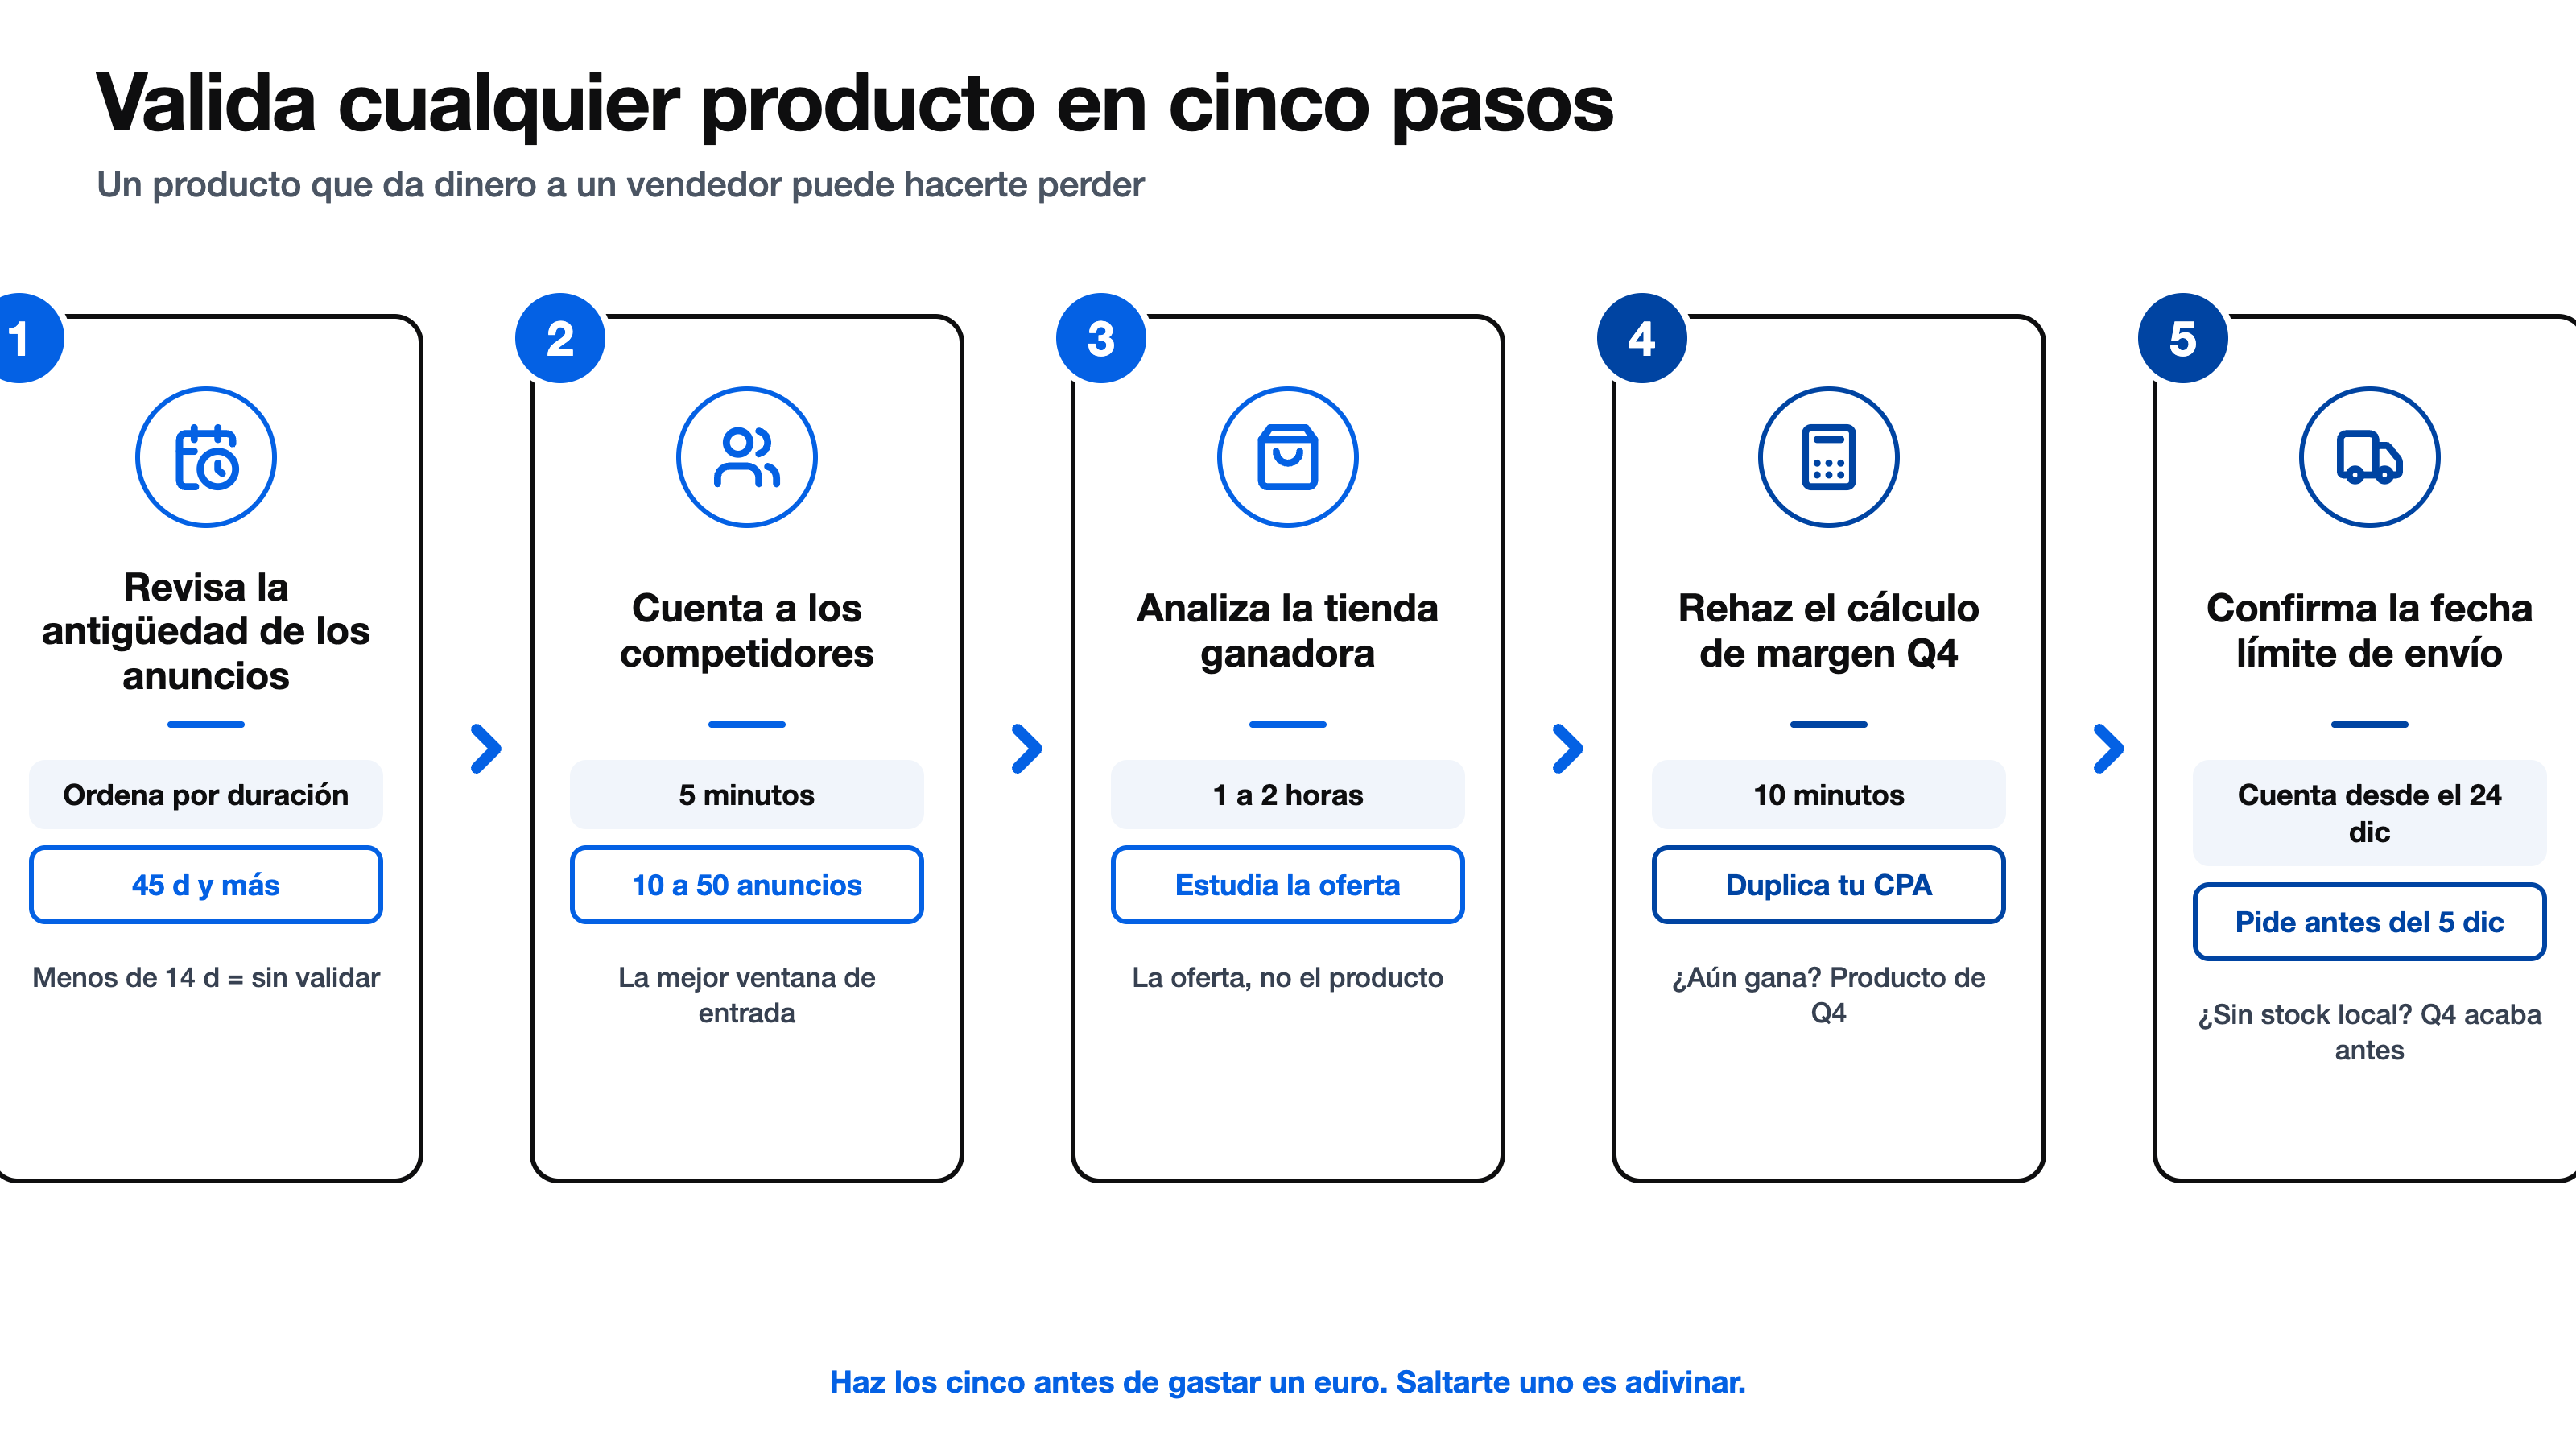 Valida cualquier producto en cinco pasos
Un producto que da dinero a un vendedor puede hacerte perder
1
Revisa la
antigüedad de los
anuncios
Ordena por duración
45 d y más
Menos de 14 d = sin validar
2
Cuenta a los
competidores
5 minutos
10 a 50 anuncios
La mejor ventana de
entrada
3
Analiza la tienda
ganadora
1 a 2 horas
Estudia la oferta
La oferta, no el producto
4
Rehaz el cálculo
de margen Q4
10 minutos
Duplica tu CPA
¿Aún gana? Producto de
Q4
5
Confirma la fecha
límite de envío
Cuenta desde el 24
dic
Pide antes del 5 dic
¿Sin stock local? Q4 acaba
antes
Haz los cinco antes de gastar un euro. Saltarte uno es adivinar.